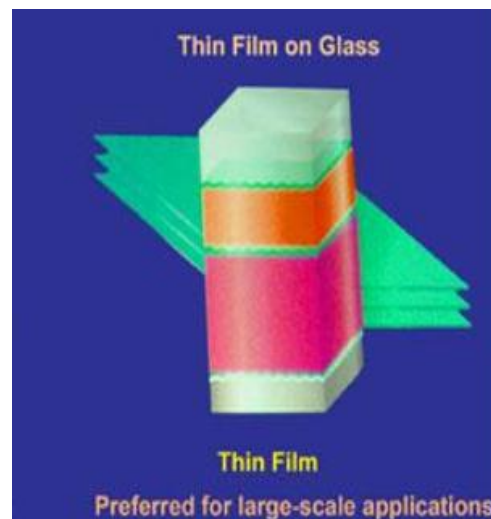 Thin Film on Glass
Thin Film
Preferred for large-scale applications